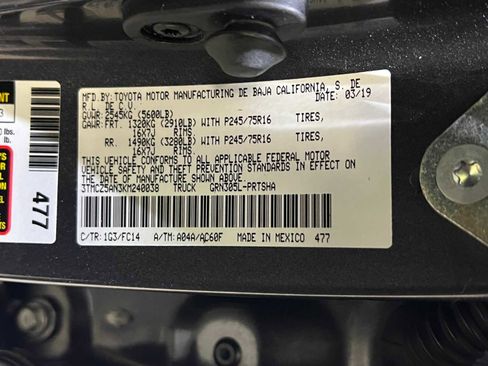 MFD.BY: TOYOTA MOTOR MANUFACTURING DE BAJA CALIFORNIA, S. DE
R.L. DE C.V. DATE: 03/19
GVWR: 2545KG (5600LB)
GAWR: FRT. 1320KG (2910LB) WITH P245/75R16 TIRES,
16X7J RIMS
RR. 1490KG (3280LB) WITH P245/75R16 TIRES,
16X7J RIMS
THIS VEHICLE CONFORMS TO ALL APPLICABLE FEDERAL MOTOR
VEHICLE SAFETY AND THEFT PREVENTION STANDARDS IN EFFECT ON
THE DATE OF MANUFACTURE SHOWN ABOVE.
3TMCZ5AN3KM240038 TRUCK GRN305L-PRTSHA
C/TR: 1G3/FC14 A/TM: A04A/AC60F MADE IN MEXICO 477
lbs.
lb.
477